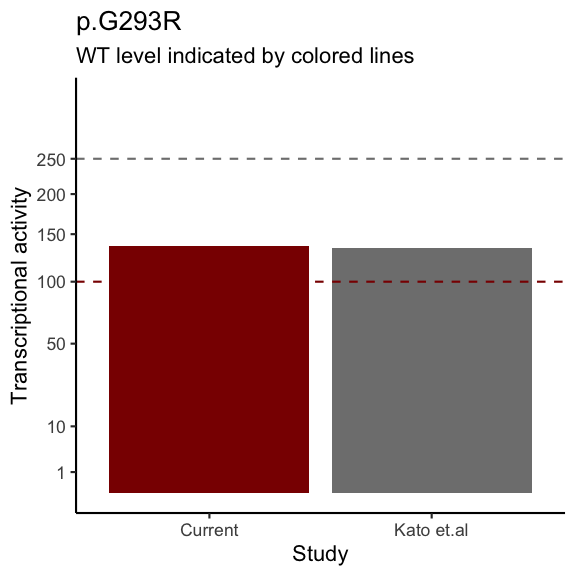 p.G293R
WT level indicated by colored lines
Transcriptional activity
250
200
150
100
50
10
1
Current
Kato et.al
Study